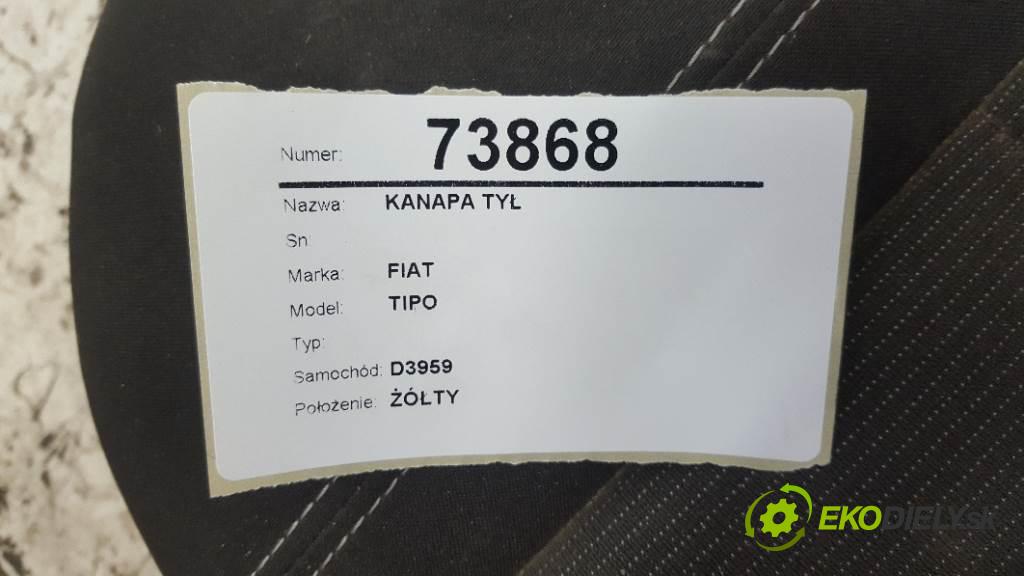 Numer: 73868
Nazwa: KANAPA TYŁ
Sn:
Marka: FIAT
Model: TIPO
Typ:
Samochód: D3959
Położenie: ŻÓŁTY
EKODIELY.sk